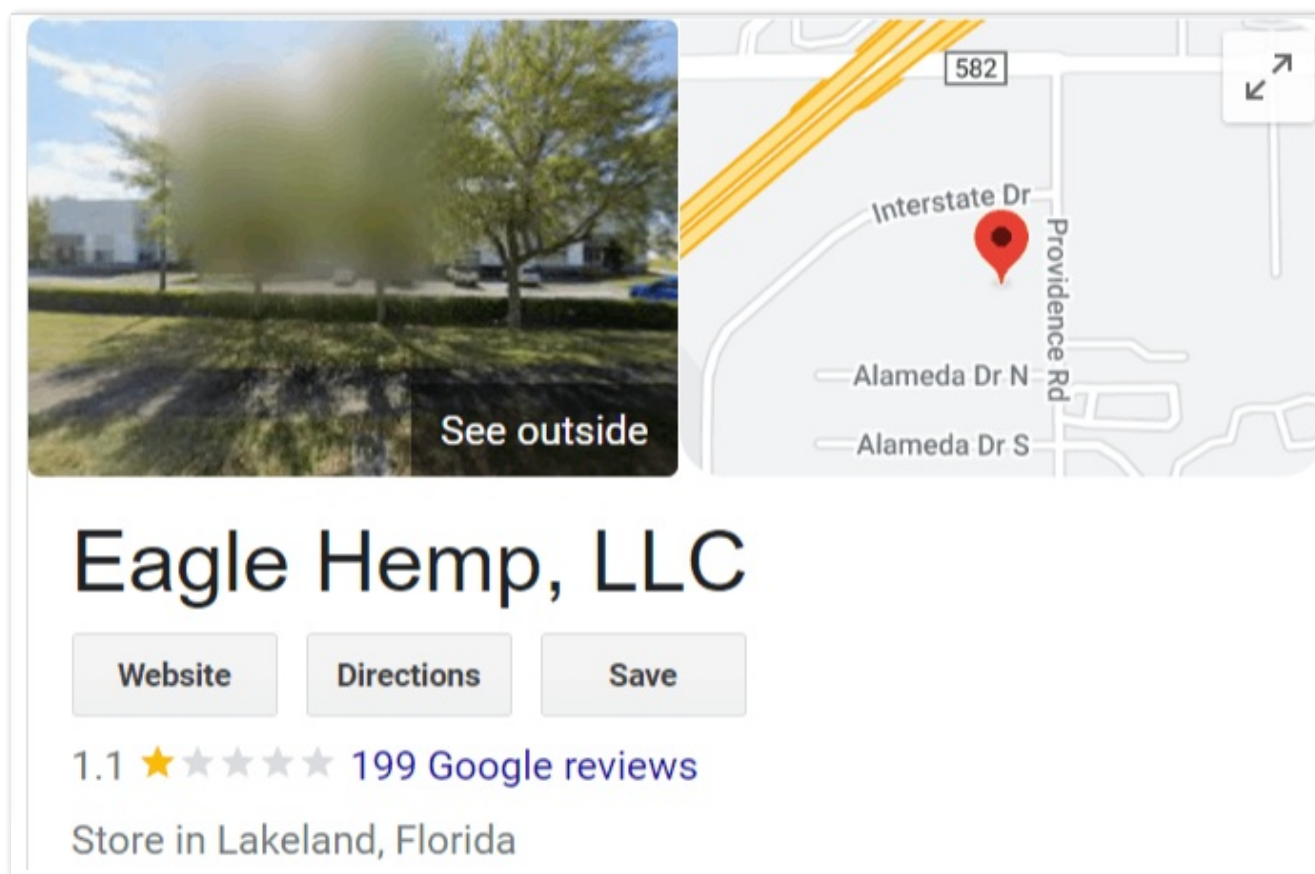 582
Interstate Dr
Providence Rd
Alameda Dr N
Alameda Dr S
See outside
Eagle Hemp, LLC
Website
Directions
Save
1.1
199 Google reviews
Store in Lakeland, Florida